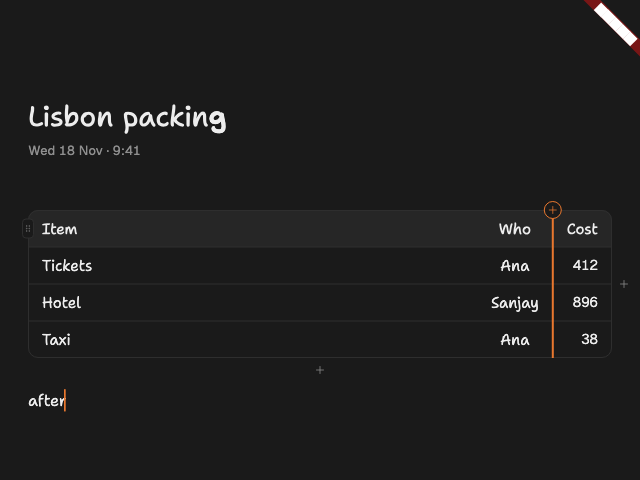 Lisbon packing
Wed 18 Nov · 9:41
Item Who Cost
Tickets Ana 412
Hotel Sanjay 896
Taxi Ana 38
after